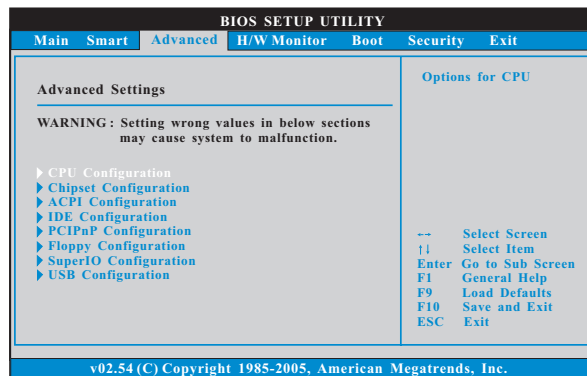 BIOS SETUP UTILITY
Main Smart Advanced H/W Monitor Boot Security Exit
Advanced Settings
WARNING : Setting wrong values in below sections
may cause system to malfunction.
CPU Configuration
Chipset Configuration
ACPI Configuration
IDE Configuration
PCIPnP Configuration
Floppy Configuration
SuperIO Configuration
USB Configuration
Options for CPU
←→ Select Screen
↑↓ Select Item
Enter Go to Sub Screen
F1 General Help
F9 Load Defaults
F10 Save and Exit
ESC Exit
v02.54 (C) Copyright 1985-2005, American Megatrends, Inc.